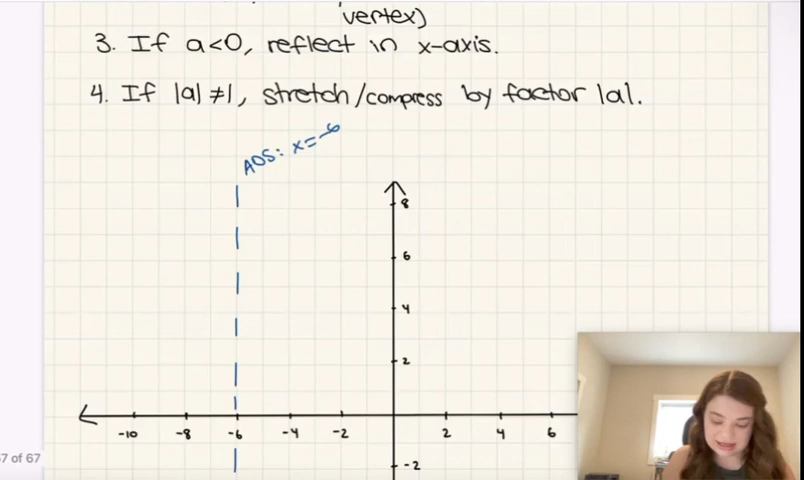 vertex)
3. If a<0, reflect in x-axis.
4. If |a| ≠ 1, stretch/compress by factor |a|.
AOS: x=-6
8
6
4
2
-10 -8 -6 -4 -2 2 4 6
-2
7 of 67